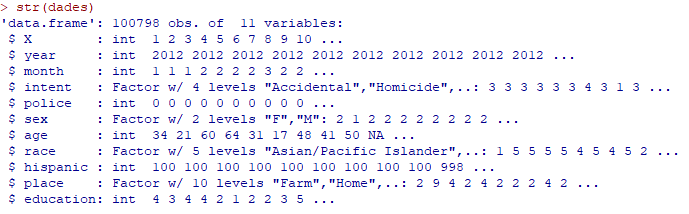 > str(dades)
'data.frame': 100798 obs. of 11 variables:
$ X : int 1 2 3 4 5 6 7 8 9 10 ...
$ year : int 2012 2012 2012 2012 2012 2012 2012 2012 2012 2012 ...
$ month : int 1 1 1 2 2 2 2 3 2 2 ...
$ intent : Factor w/ 4 levels "Accidental","Homicide",..: 3 3 3 3 3 3 4 3 1 3 ...
$ police : int 0 0 0 0 0 0 0 0 0 0 ...
$ sex : Factor w/ 2 levels "F","M": 2 1 2 2 2 2 2 2 2 2 ...
$ age : int 34 21 60 64 31 17 48 41 50 NA ...
$ race : Factor w/ 5 levels "Asian/Pacific Islander",..: 1 5 5 5 5 4 5 4 5 2 ...
$ hispanic : int 100 100 100 100 100 100 100 100 100 998 ...
$ place : Factor w/ 10 levels "Farm","Home",..: 2 9 4 2 4 2 2 2 4 2 ...
$ education: int 4 3 4 4 2 1 2 2 3 5 ...